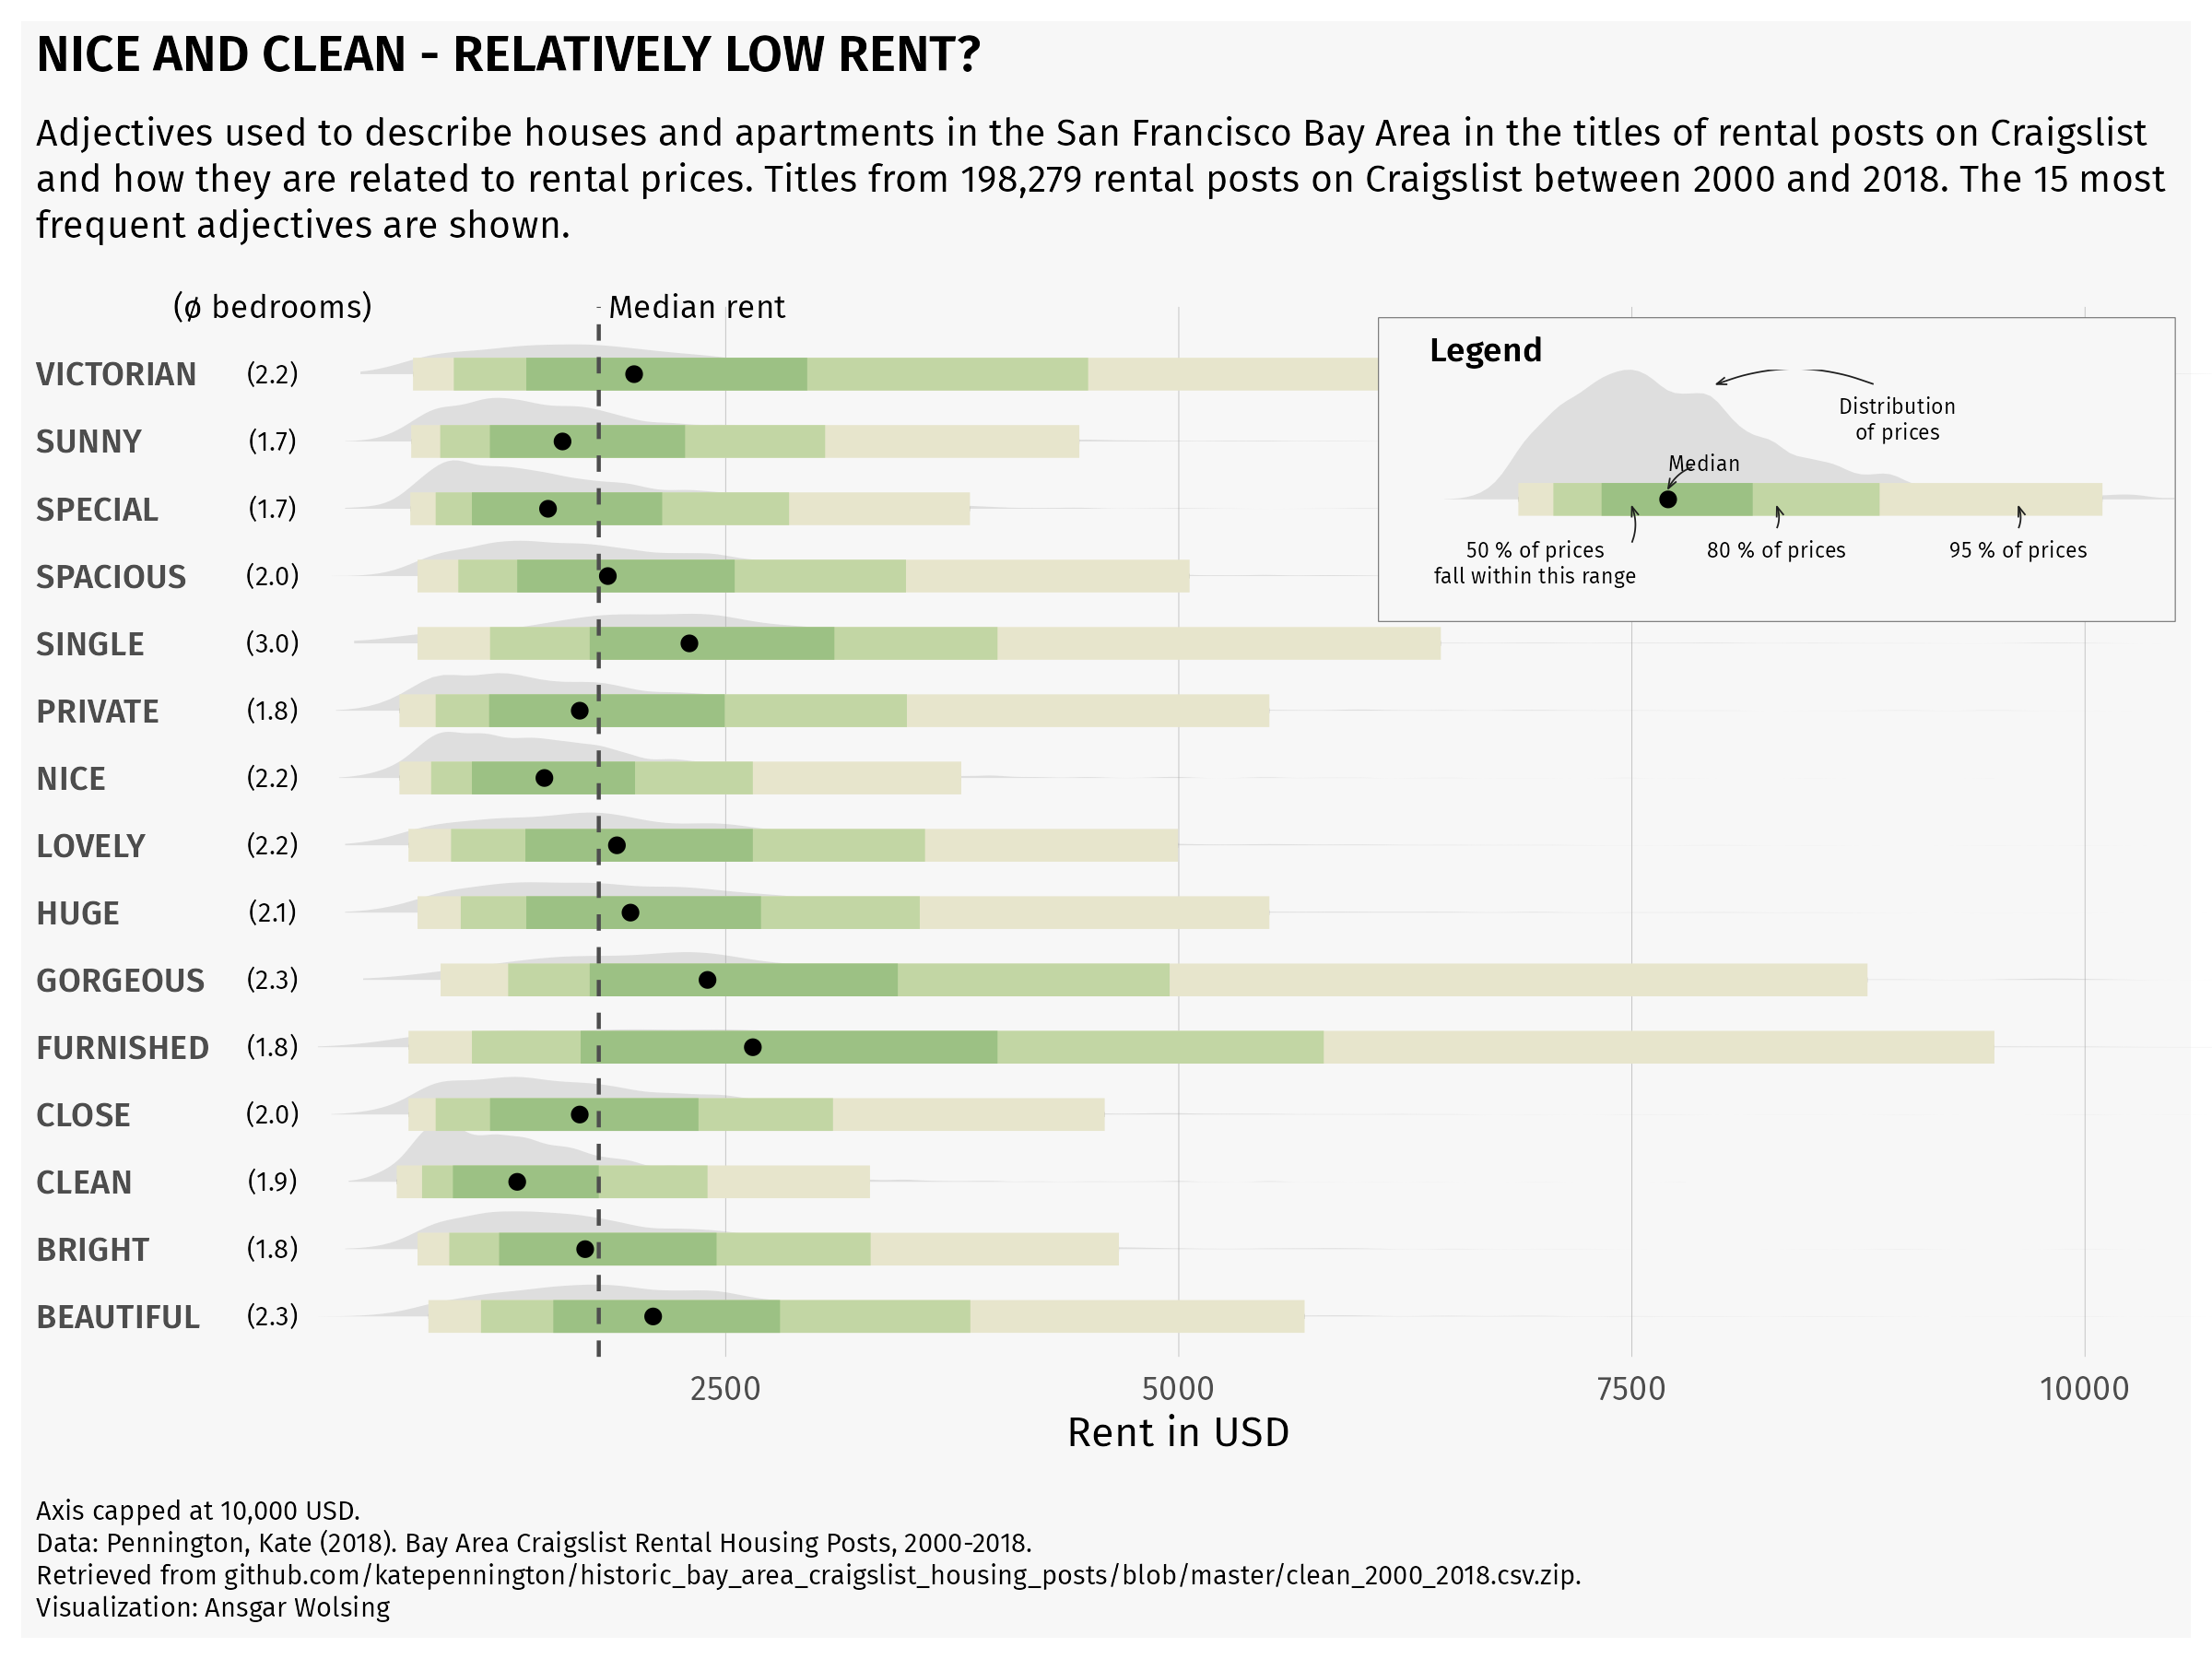 NICE AND CLEAN - RELATIVELY LOW RENT?
Adjectives used to describe houses and apartments in the San Francisco Bay Area in the titles of rental posts on Craigslist
and how they are related to rental prices. Titles from 198,279 rental posts on Craigslist between 2000 and 2018. The 15 most
frequent adjectives are shown.
(ø bedrooms) Median rent
Legend
Distribution
of prices
Median
50 % of prices
fall within this range
80 % of prices
95 % of prices
VICTORIAN (2.2)
SUNNY (1.7)
SPECIAL (1.7)
SPACIOUS (2.0)
SINGLE (3.0)
PRIVATE (1.8)
NICE (2.2)
LOVELY (2.2)
HUGE (2.1)
GORGEOUS (2.3)
FURNISHED (1.8)
CLOSE (2.0)
CLEAN (1.9)
BRIGHT (1.8)
BEAUTIFUL (2.3)
2500 5000 7500 10000
Rent in USD
Axis capped at 10,000 USD.
Data: Pennington, Kate (2018). Bay Area Craigslist Rental Housing Posts, 2000-2018.
Retrieved from github.com/katepennington/historic_bay_area_craigslist_housing_posts/blob/master/clean_2000_2018.csv.zip.
Visualization: Ansgar Wolsing